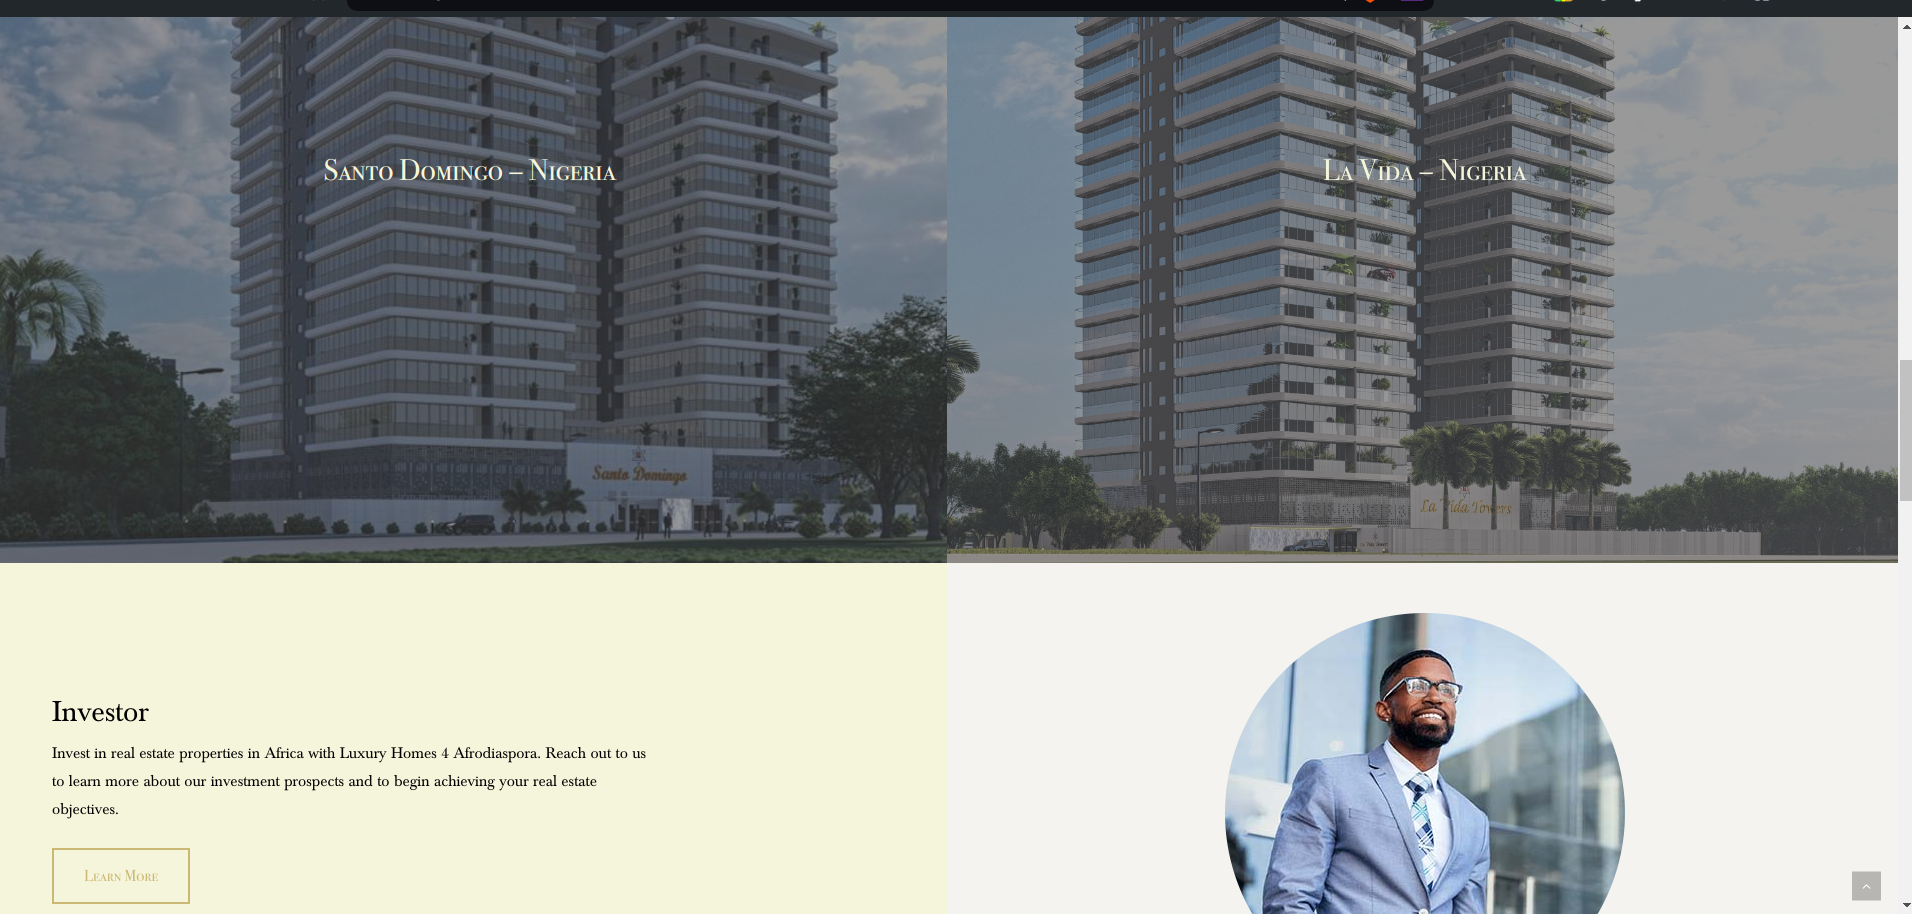 Santo Domingo – Nigeria
La Vida – Nigeria
Santo Domingo
La Vida Towers
Investor
Invest in real estate properties in Africa with Luxury Homes 4 Afrodiaspora. Reach out to us
to learn more about our investment prospects and to begin achieving your real estate
objectives.
Learn More